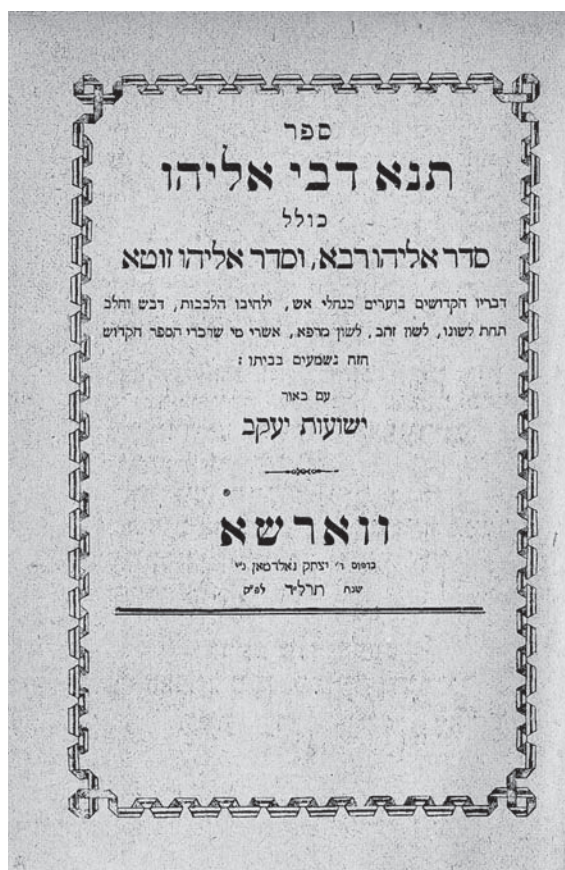 ספר
תנא דבי אליהו
כולל
סדר אליהו רבא, וסדר אליהו זוטא
דבריו הקדושים בוערים כנחלי אש, ילהיבו הלבבות, דבש וחלב
תחת לשונו, לשון זהב, לשון מרפא, אשרי מי שדברי הספר הקדוש
הזה נשמעים בביתו :
עם באור
ישועות יעקב
ווארשא
בדפוס ר׳ יצחק גאלדמאן נ״י
שנת תרל״ד לפ״ק